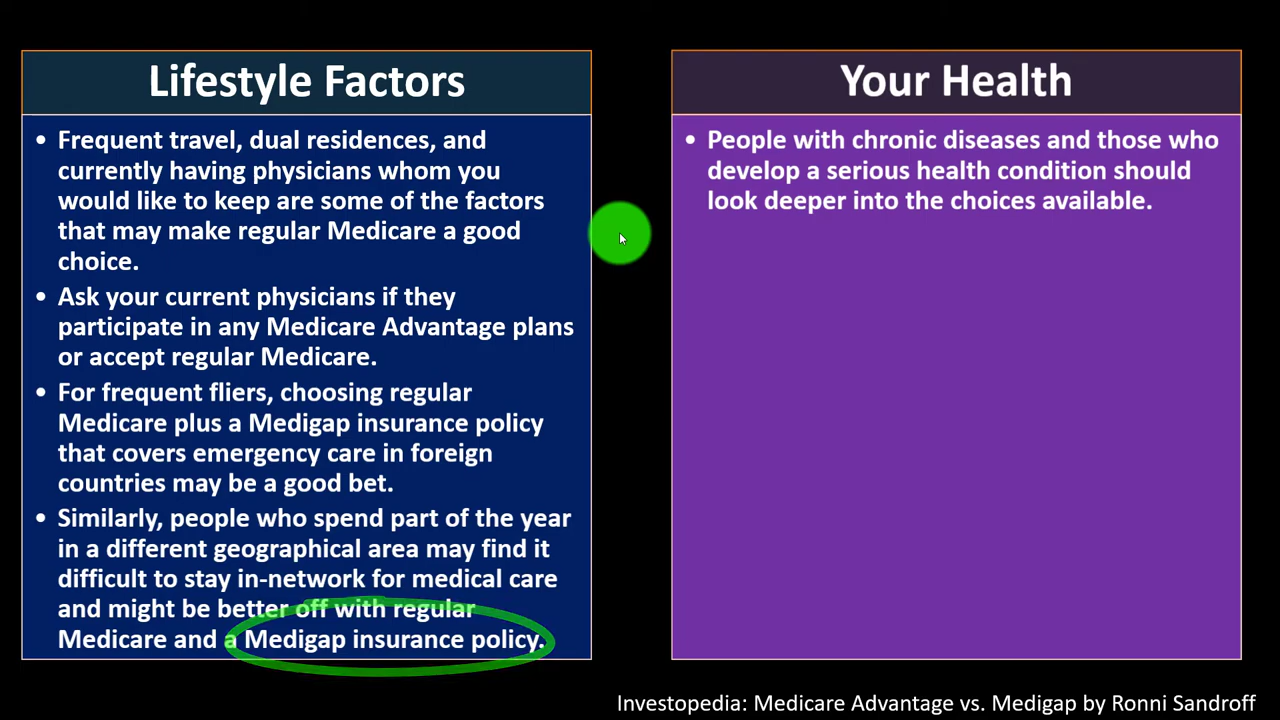 Lifestyle Factors
• Frequent travel, dual residences, and
currently having physicians whom you
would like to keep are some of the factors
that may make regular Medicare a good
choice.
• Ask your current physicians if they
participate in any Medicare Advantage plans
or accept regular Medicare.
• For frequent fliers, choosing regular
Medicare plus a Medigap insurance policy
that covers emergency care in foreign
countries may be a good bet.
• Similarly, people who spend part of the year
in a different geographical area may find it
difficult to stay in-network for medical care
and might be better off with regular
Medicare and a Medigap insurance policy.
Your Health
• People with chronic diseases and those who
develop a serious health condition should
look deeper into the choices available.
Investopedia: Medicare Advantage vs. Medigap by Ronni Sandroff